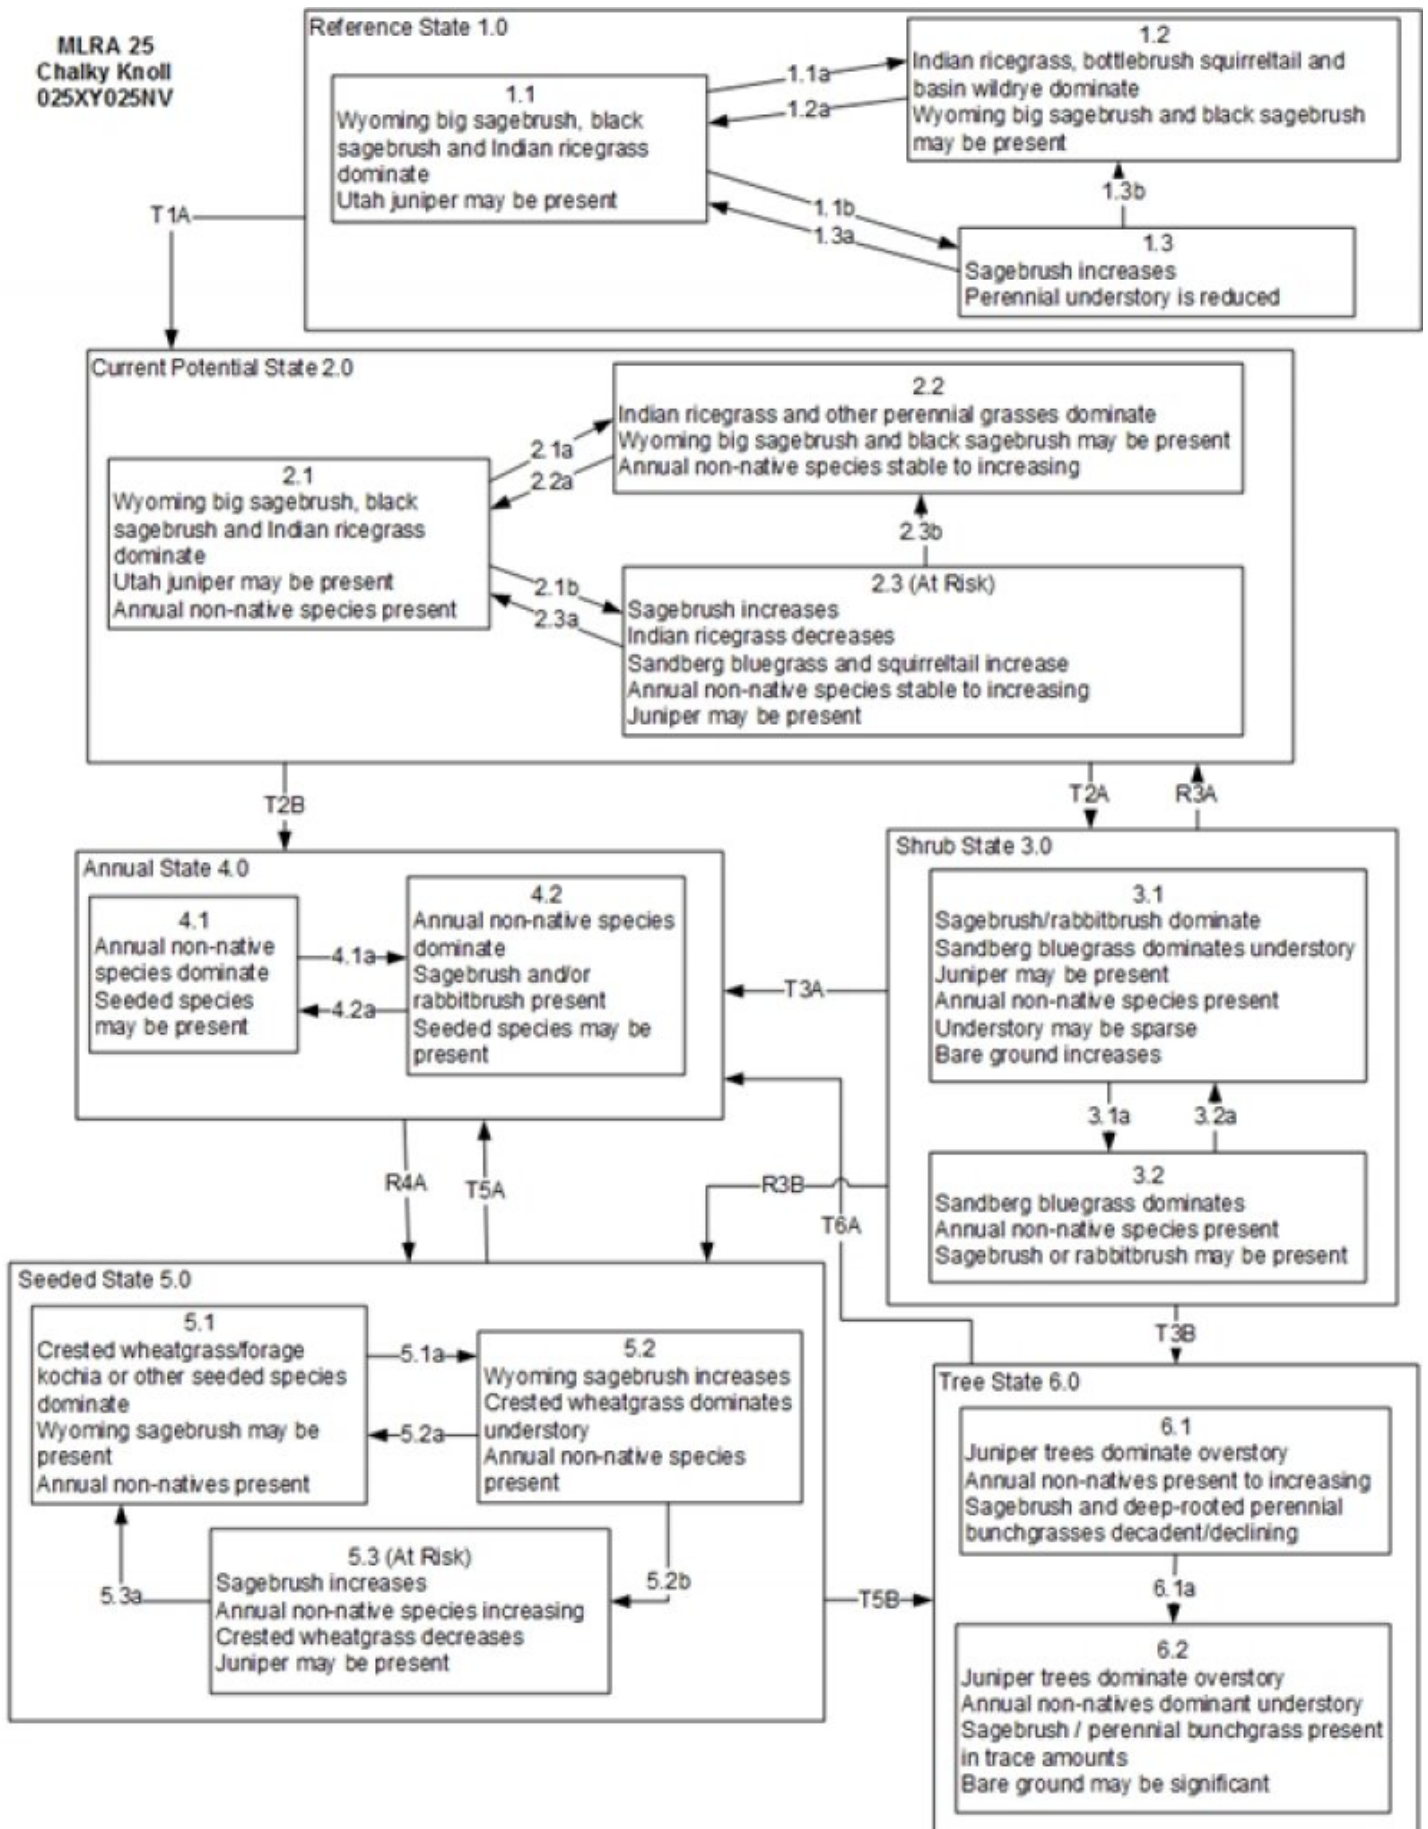 MLRA 25
Chalky Knoll
025XY025NV
Reference State 1.0
1.1
Wyoming big sagebrush, black
sagebrush and Indian ricegrass
dominate
Utah juniper may be present
1.1a
1.2a
1.2
Indian ricegrass, bottlebrush squirreltail and
basin wildrye dominate
Wyoming big sagebrush and black sagebrush
may be present
1.1b
1.3a
1.3b
1.3
Sagebrush increases
Perennial understory is reduced
T1A
Current Potential State 2.0
2.1
Wyoming big sagebrush, black
sagebrush and Indian ricegrass
dominate
Utah juniper may be present
Annual non-native species present
2.1a
2.2a
2.2
Indian ricegrass and other perennial grasses dominate
Wyoming big sagebrush and black sagebrush may be present
Annual non-native species stable to increasing
2.3b
2.1b
2.3a
2.3 (At Risk)
Sagebrush increases
Indian ricegrass decreases
Sandberg bluegrass and squirreltail increase
Annual non-native species stable to increasing
Juniper may be present
T2B
T2A
R3A
Annual State 4.0
4.1
Annual non-native
species dominate
Seeded species
may be present
4.1a
4.2a
4.2
Annual non-native species
dominate
Sagebrush and/or
rabbitbrush present
Seeded species may be
present
T3A
Shrub State 3.0
3.1
Sagebrush/rabbitbrush dominate
Sandberg bluegrass dominates understory
Juniper may be present
Annual non-native species present
Understory may be sparse
Bare ground increases
3.1a
3.2a
3.2
Sandberg bluegrass dominates
Annual non-native species present
Sagebrush or rabbitbrush may be present
R4A
T5A
R3B
T6A
T3B
Seeded State 5.0
5.1
Crested wheatgrass/forage
kochia or other seeded species
dominate
Wyoming sagebrush may be
present
Annual non-natives present
5.1a
5.2a
5.2
Wyoming sagebrush increases
Crested wheatgrass dominates
understory
Annual non-native species
present
5.3a
5.2b
5.3 (At Risk)
Sagebrush increases
Annual non-native species increasing
Crested wheatgrass decreases
Juniper may be present
T5B
Tree State 6.0
6.1
Juniper trees dominate overstory
Annual non-natives present to increasing
Sagebrush and deep-rooted perennial
bunchgrasses decadent/declining
6.1a
6.2
Juniper trees dominate overstory
Annual non-natives dominant understory
Sagebrush / perennial bunchgrass present
in trace amounts
Bare ground may be significant